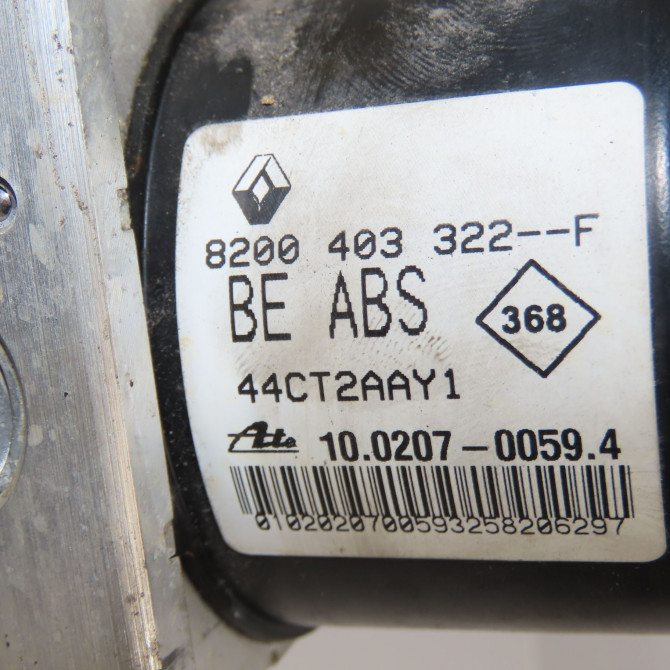 8200 403 322--F
BE ABS
368
44CT2AAY1
Ate 10.0207-0059.4
0102020700593258206297